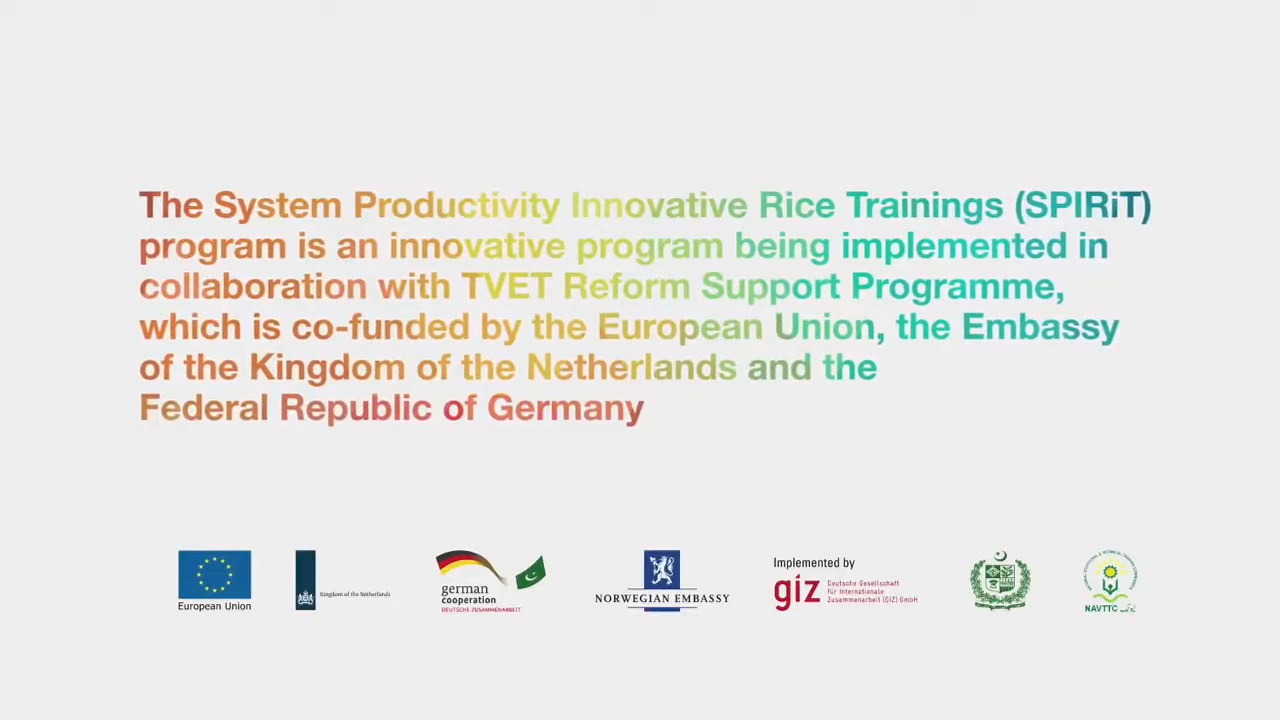 The System Productivity Innovative Rice Trainings (SPIRiT)
program is an innovative program being implemented in
collaboration with TVET Reform Support Programme,
which is co-funded by the European Union, the Embassy
of the Kingdom of the Netherlands and the
Federal Republic of Germany
European Union
Kingdom of the Netherlands
german
cooperation
DEUTSCHE ZUSAMMENARBEIT
NORWEGIAN EMBASSY
Implemented by
giz
Deutsche Gesellschaft
für Internationale
Zusammenarbeit (GIZ) GmbH
NAVTTC